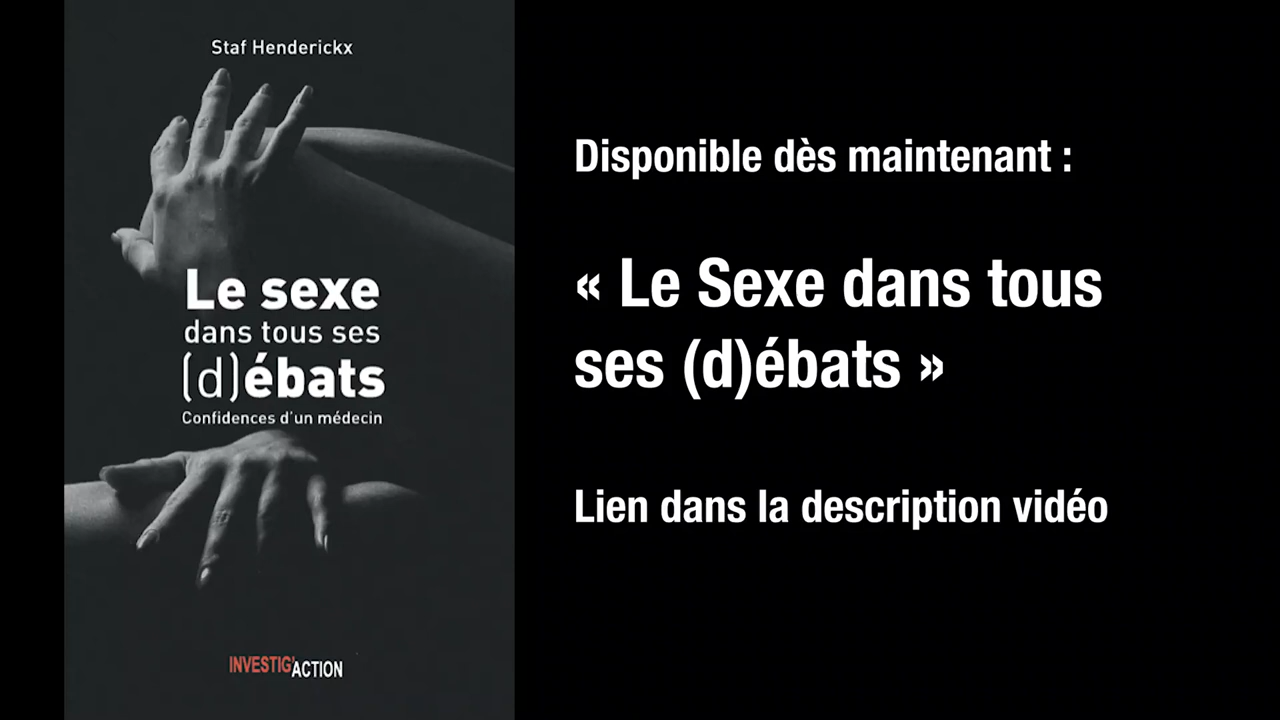 Staf Henderickx
Le sexe
dans tous ses
(d)ébats
Confidences d'un médecin
INVESTIG'ACTION
Disponible dès maintenant :
« Le Sexe dans tous
ses (d)ébats »
Lien dans la description vidéo